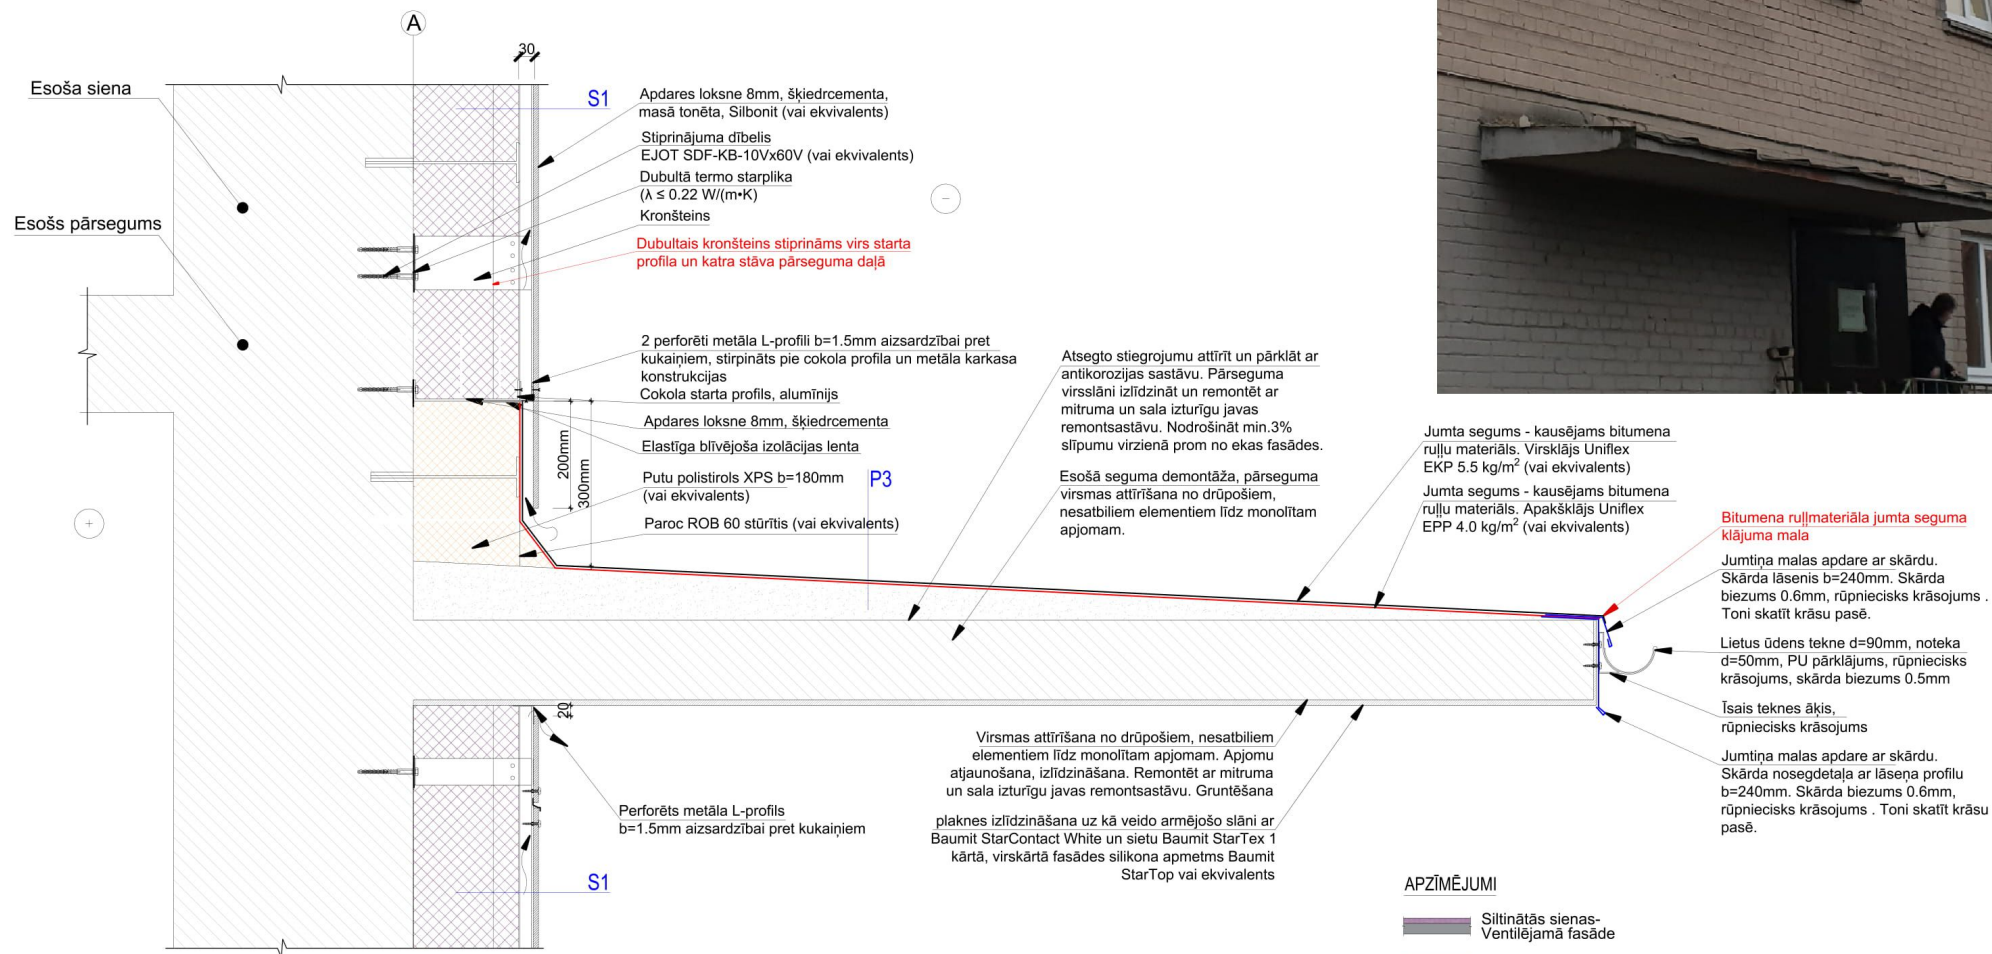 A
30
Esoša siena
Esošs pārsegums
S1
Apdares loksne 8mm, šķiedrcementa,
masā tonēta, Silbonit (vai ekvivalents)
Stiprinājuma dībelis
EJOT SDF-KB-10Vx60V (vai ekvivalents)
Dubultā termo starplika
(λ ≤ 0.22 W/(m•K)
Kronšteins
Dubultais kronšteins stiprināms virs starta
profila un katra stāva pārseguma daļā
2 perforēti metāla L-profili b=1.5mm aizsardzībai pret
kukaiņiem, stirpināts pie cokola profila un metāla karkasa
konstrukcijas
Cokola starta profils, alumīnijs
Apdares loksne 8mm, šķiedrcementa
Elastīga blīvējoša izolācijas lenta
Putu polistirols XPS b=180mm
(vai ekvivalents)
Paroc ROB 60 stūrītis (vai ekvivalents)
200mm
300mm
P3
+
-
Atsegto stiegrojumu attīrīt un pārklāt ar
antikorozijas sastāvu. Pārseguma
virsslāni izlīdzināt un remontēt ar
mitruma un sala izturīgu javas
remontsastāvu. Nodrošināt min.3%
slīpumu virzienā prom no ekas fasādes.
Esošā seguma demontāža, pārseguma
virsmas attīrīšana no drūpošiem,
nesatbiliem elementiem līdz monolītam
apjomam.
Jumta segums - kausējams bitumena
ruļļu materiāls. Virsklājs Uniflex
EKP 5.5 kg/m² (vai ekvivalents)
Jumta segums - kausējams bitumena
ruļļu materiāls. Apakšklājs Uniflex
EPP 4.0 kg/m² (vai ekvivalents)
Bitumena ruļļmateriāla jumta seguma
klājuma mala
Jumtiņa malas apdare ar skārdu.
Skārda lāsenis b=240mm. Skārda
biezums 0.6mm, rūpniecisks krāsojums .
Toni skatīt krāsu pasē.
Lietus ūdens tekne d=90mm, noteka
d=50mm, PU pārklājums, rūpniecisks
krāsojums, skārda biezums 0.5mm
Īsais teknes āķis,
rūpniecisks krāsojums
Jumtiņa malas apdare ar skārdu.
Skārda nosegdetaļa ar lāseņa profilu
b=240mm. Skārda biezums 0.6mm,
rūpniecisks krāsojums . Toni skatīt krāsu
pasē.
20
Virsmas attīrīšana no drūpošiem, nesatbiliem
elementiem līdz monolītam apjomam. Apjomu
atjaunošana, izlīdzināšana. Remontēt ar mitruma
un sala izturīgu javas remontsastāvu. Gruntēšana
plaknes izlīdzināšana uz kā veido armējošo slāni ar
Baumit StarContact White un sietu Baumit StarTex 1
kārtā, virskārtā fasādes silikona apmetms Baumit
StarTop vai ekvivalents
Perforēts metāla L-profils
b=1.5mm aizsardzībai pret kukaiņiem
S1
APZĪMĒJUMI
Siltinātās sienas-
Ventilējamā fasāde